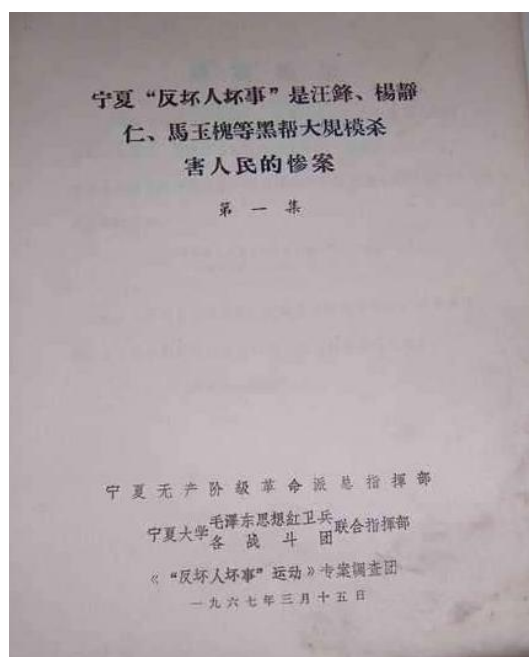 宁夏“反坏人坏事”是汪鋒、楊靜
仁、馬玉槐等黑帮大規模杀
害人民的惨案
第一集
宁夏无产阶级革命派总指挥部
宁夏大学毛澤东思想紅卫兵
各战斗团联合指挥部
《“反坏人坏事”运动》专案調查团
一九六七年三月十五日